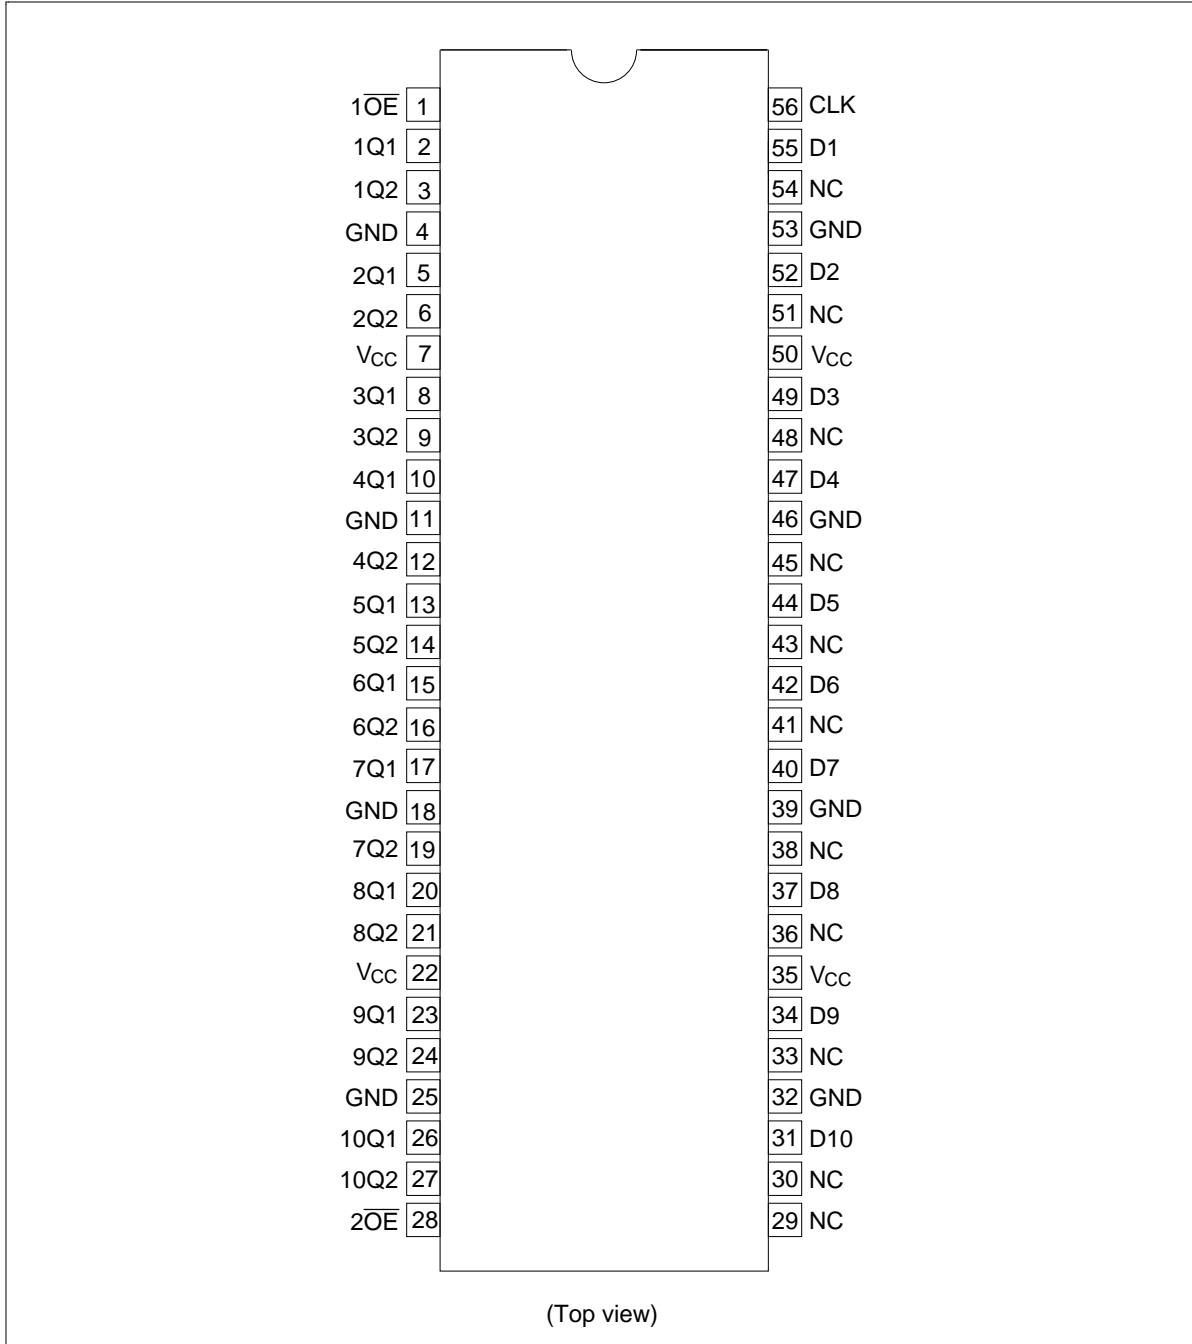 1O̅E̅ 1 56 CLK
1Q1 2 55 D1
1Q2 3 54 NC
GND 4 53 GND
2Q1 5 52 D2
2Q2 6 51 NC
VCC 7 50 VCC
3Q1 8 49 D3
3Q2 9 48 NC
4Q1 10 47 D4
GND 11 46 GND
4Q2 12 45 NC
5Q1 13 44 D5
5Q2 14 43 NC
6Q1 15 42 D6
6Q2 16 41 NC
7Q1 17 40 D7
GND 18 39 GND
7Q2 19 38 NC
8Q1 20 37 D8
8Q2 21 36 NC
VCC 22 35 VCC
9Q1 23 34 D9
9Q2 24 33 NC
GND 25 32 GND
10Q1 26 31 D10
10Q2 27 30 NC
2O̅E̅ 28 29 NC
(Top view)